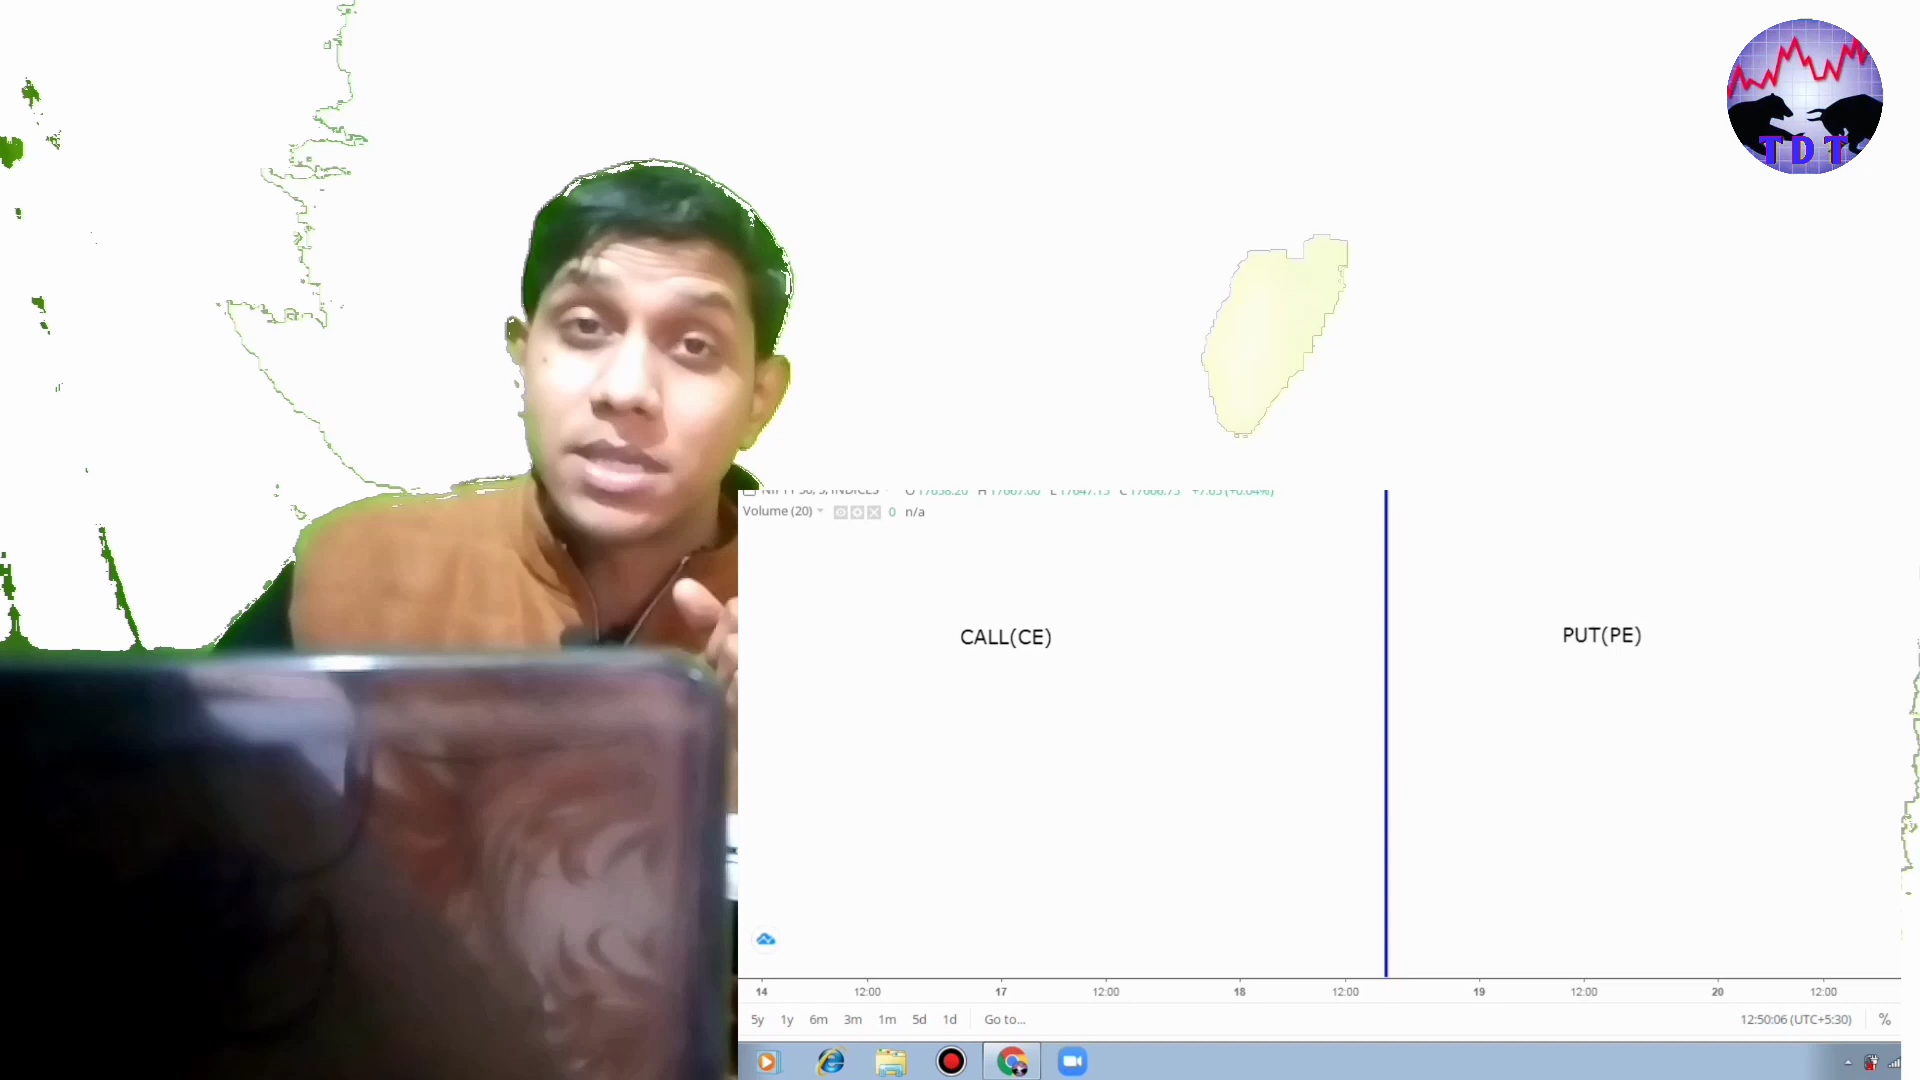 TDT
Volume (20) 0 n/a
CALL(CE) PUT(PE)
14 12:00 17 12:00 18 12:00 19 12:00 20 12:00
5y 1y 6m 3m 1m 5d 1d Go to... 12:50:06 (UTC+5:30) %